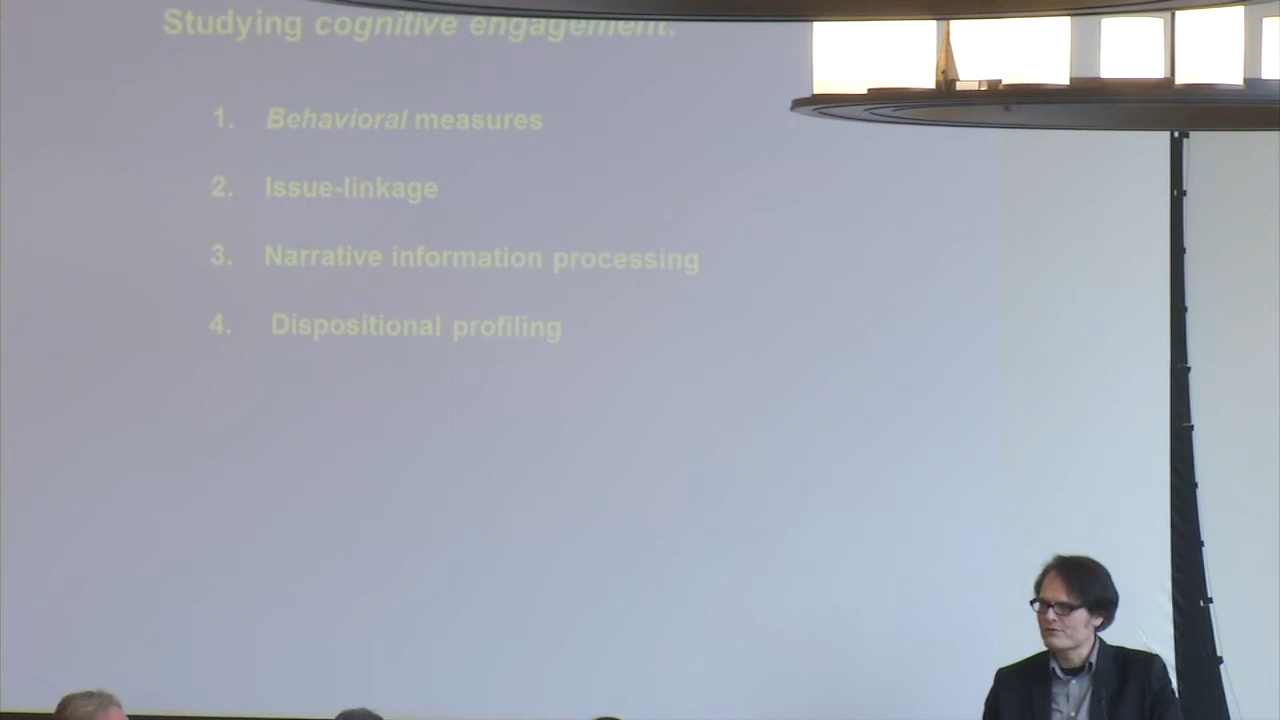 Studying cognitive engagement:
1. Behavioral measures
2. Issue-linkage
3. Narrative information processing
4. Dispositional profiling